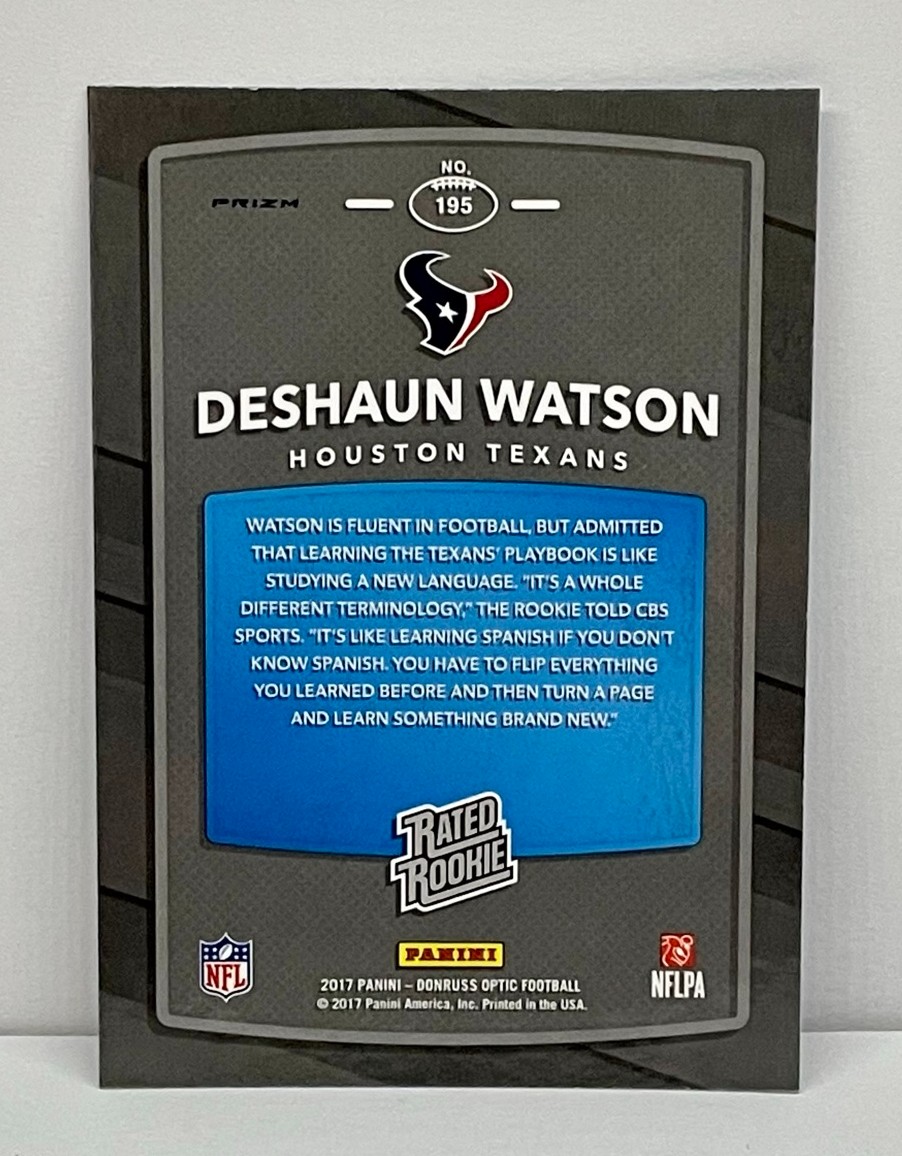 NO.
PRIZM
195
DESHAUN WATSON
HOUSTON TEXANS
WATSON IS FLUENT IN FOOTBALL, BUT ADMITTED
THAT LEARNING THE TEXANS' PLAYBOOK IS LIKE
STUDYING A NEW LANGUAGE. "IT'S A WHOLE
DIFFERENT TERMINOLOGY," THE ROOKIE TOLD CBS
SPORTS. "IT'S LIKE LEARNING SPANISH IF YOU DON'T
KNOW SPANISH. YOU HAVE TO FLIP EVERYTHING
YOU LEARNED BEFORE AND THEN TURN A PAGE
AND LEARN SOMETHING BRAND NEW."
RATED
ROOKIE
NFL
PANINI
NFLPA
2017 PANINI – DONRUSS OPTIC FOOTBALL
© 2017 Panini America, Inc. Printed in the USA.